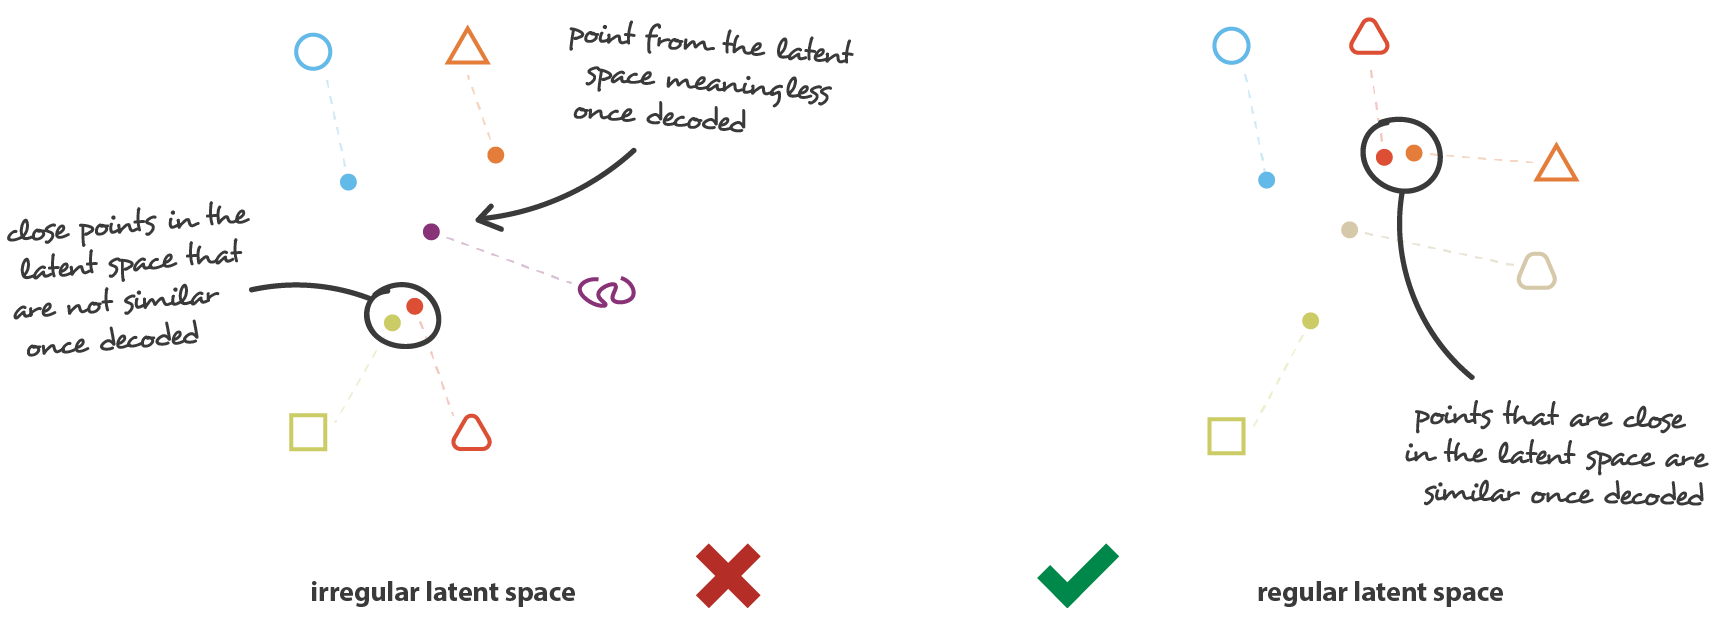 point from the latent
space meaningless
once decoded
close points in the
latent space that
are not similar
once decoded
points that are close
in the latent space are
similar once decoded
irregular latent space
regular latent space